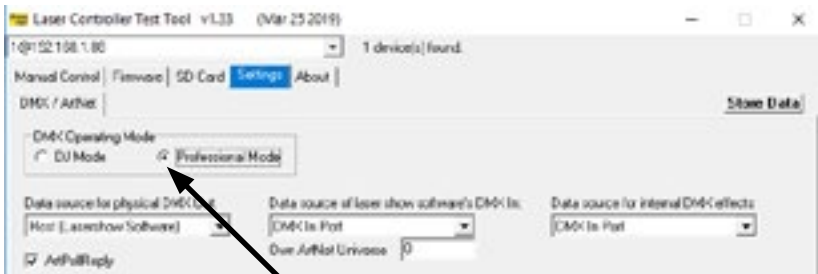 Laser Controller Test Tool v1.33 (Mar 25 2019)
1@192.168.1.86 1 device(s) found.
Manual Control Firmware SD Card Settings About
DMX / ArtNet Store Data
DMX Operating Mode
DJ Mode Professional Mode
Data source for physical DMX Out Data source of laser show software's DMX In: Data source for internal DMX effects
Host (Lasershow Software) DMX In Port DMX In Port
Own ArtNet Universe 0
ArtPollReply